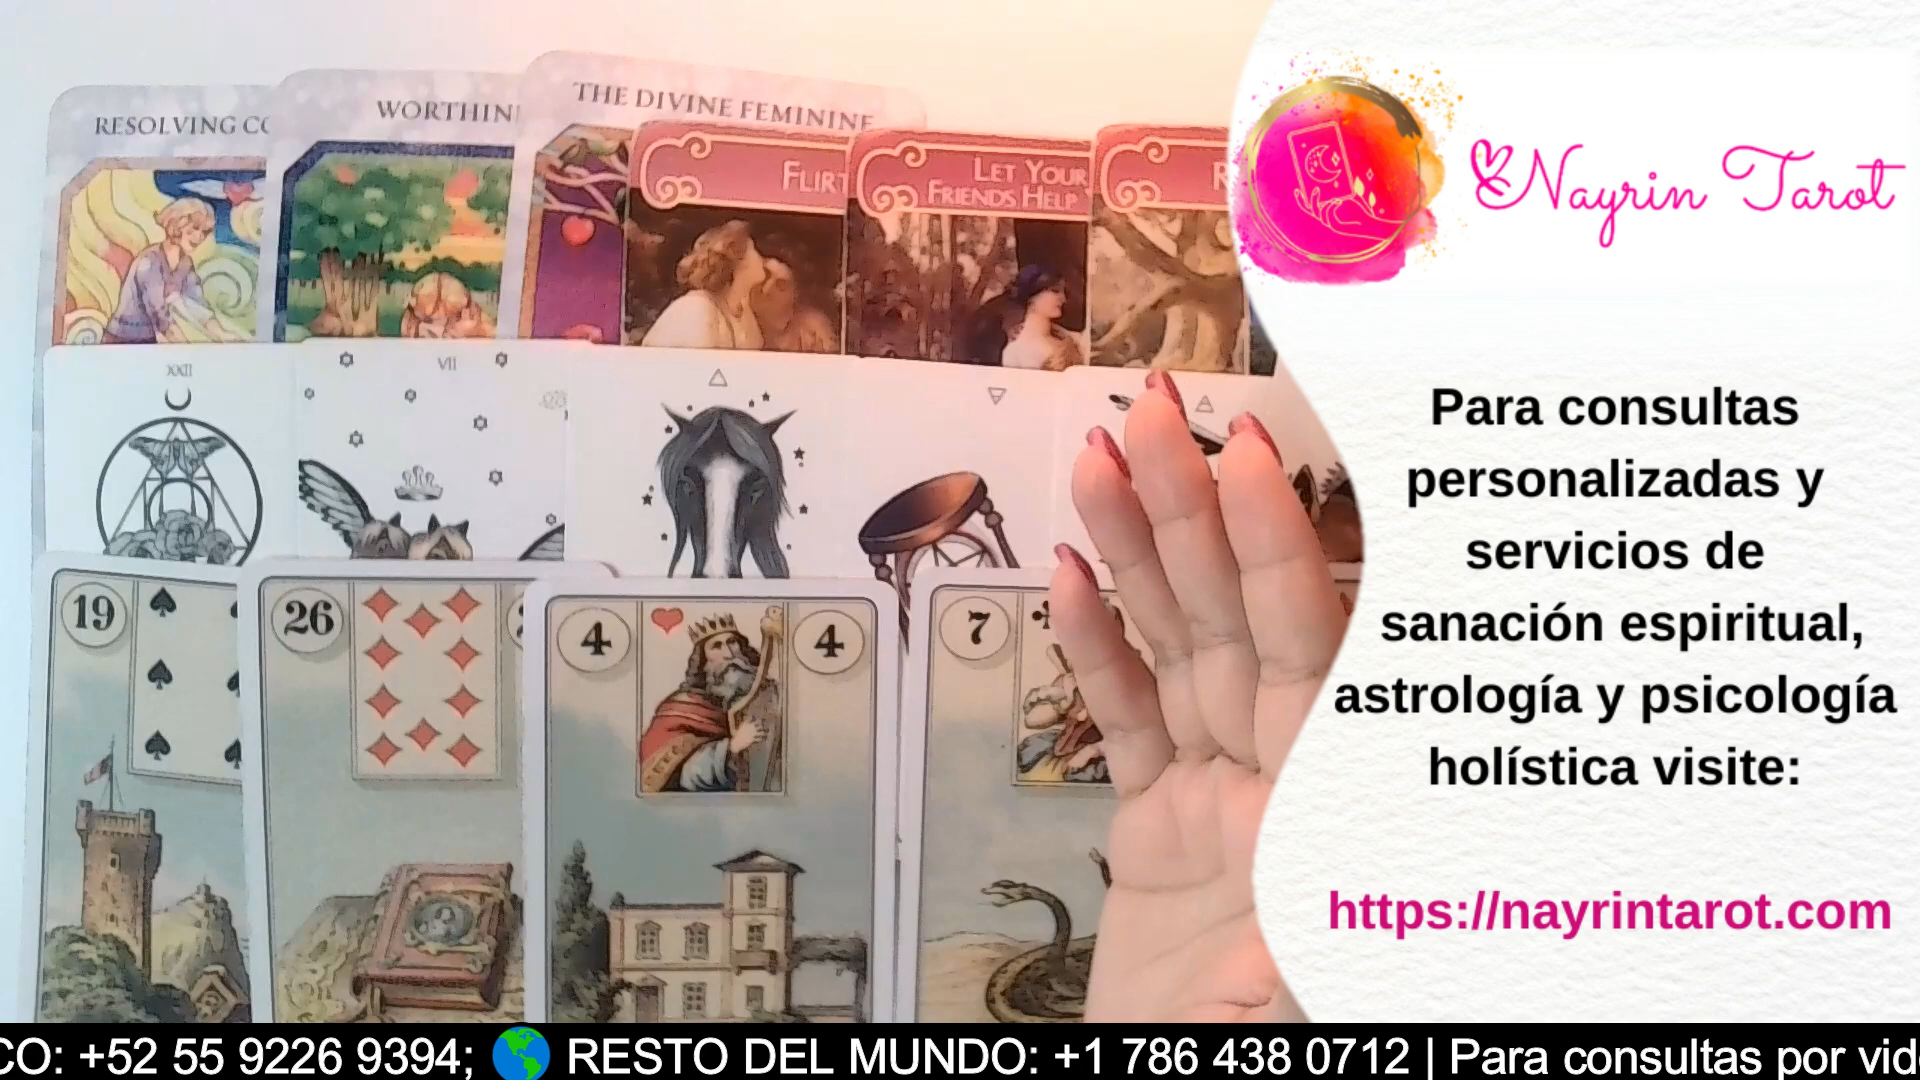 THE DIVINE FEMININE
RESOLVING
FLIRT
LET YOUR
FRIENDS HELP
XXII
VII
19
26
4
4
7
Nayrin Tarot
Para consultas
personalizadas y
servicios de
sanación espiritual,
astrología y psicología
holística visite:
https://nayrintarot.com
CO: +52 55 9226 9394; RESTO DEL MUNDO: +1 786 438 0712 | Para consultas por vid